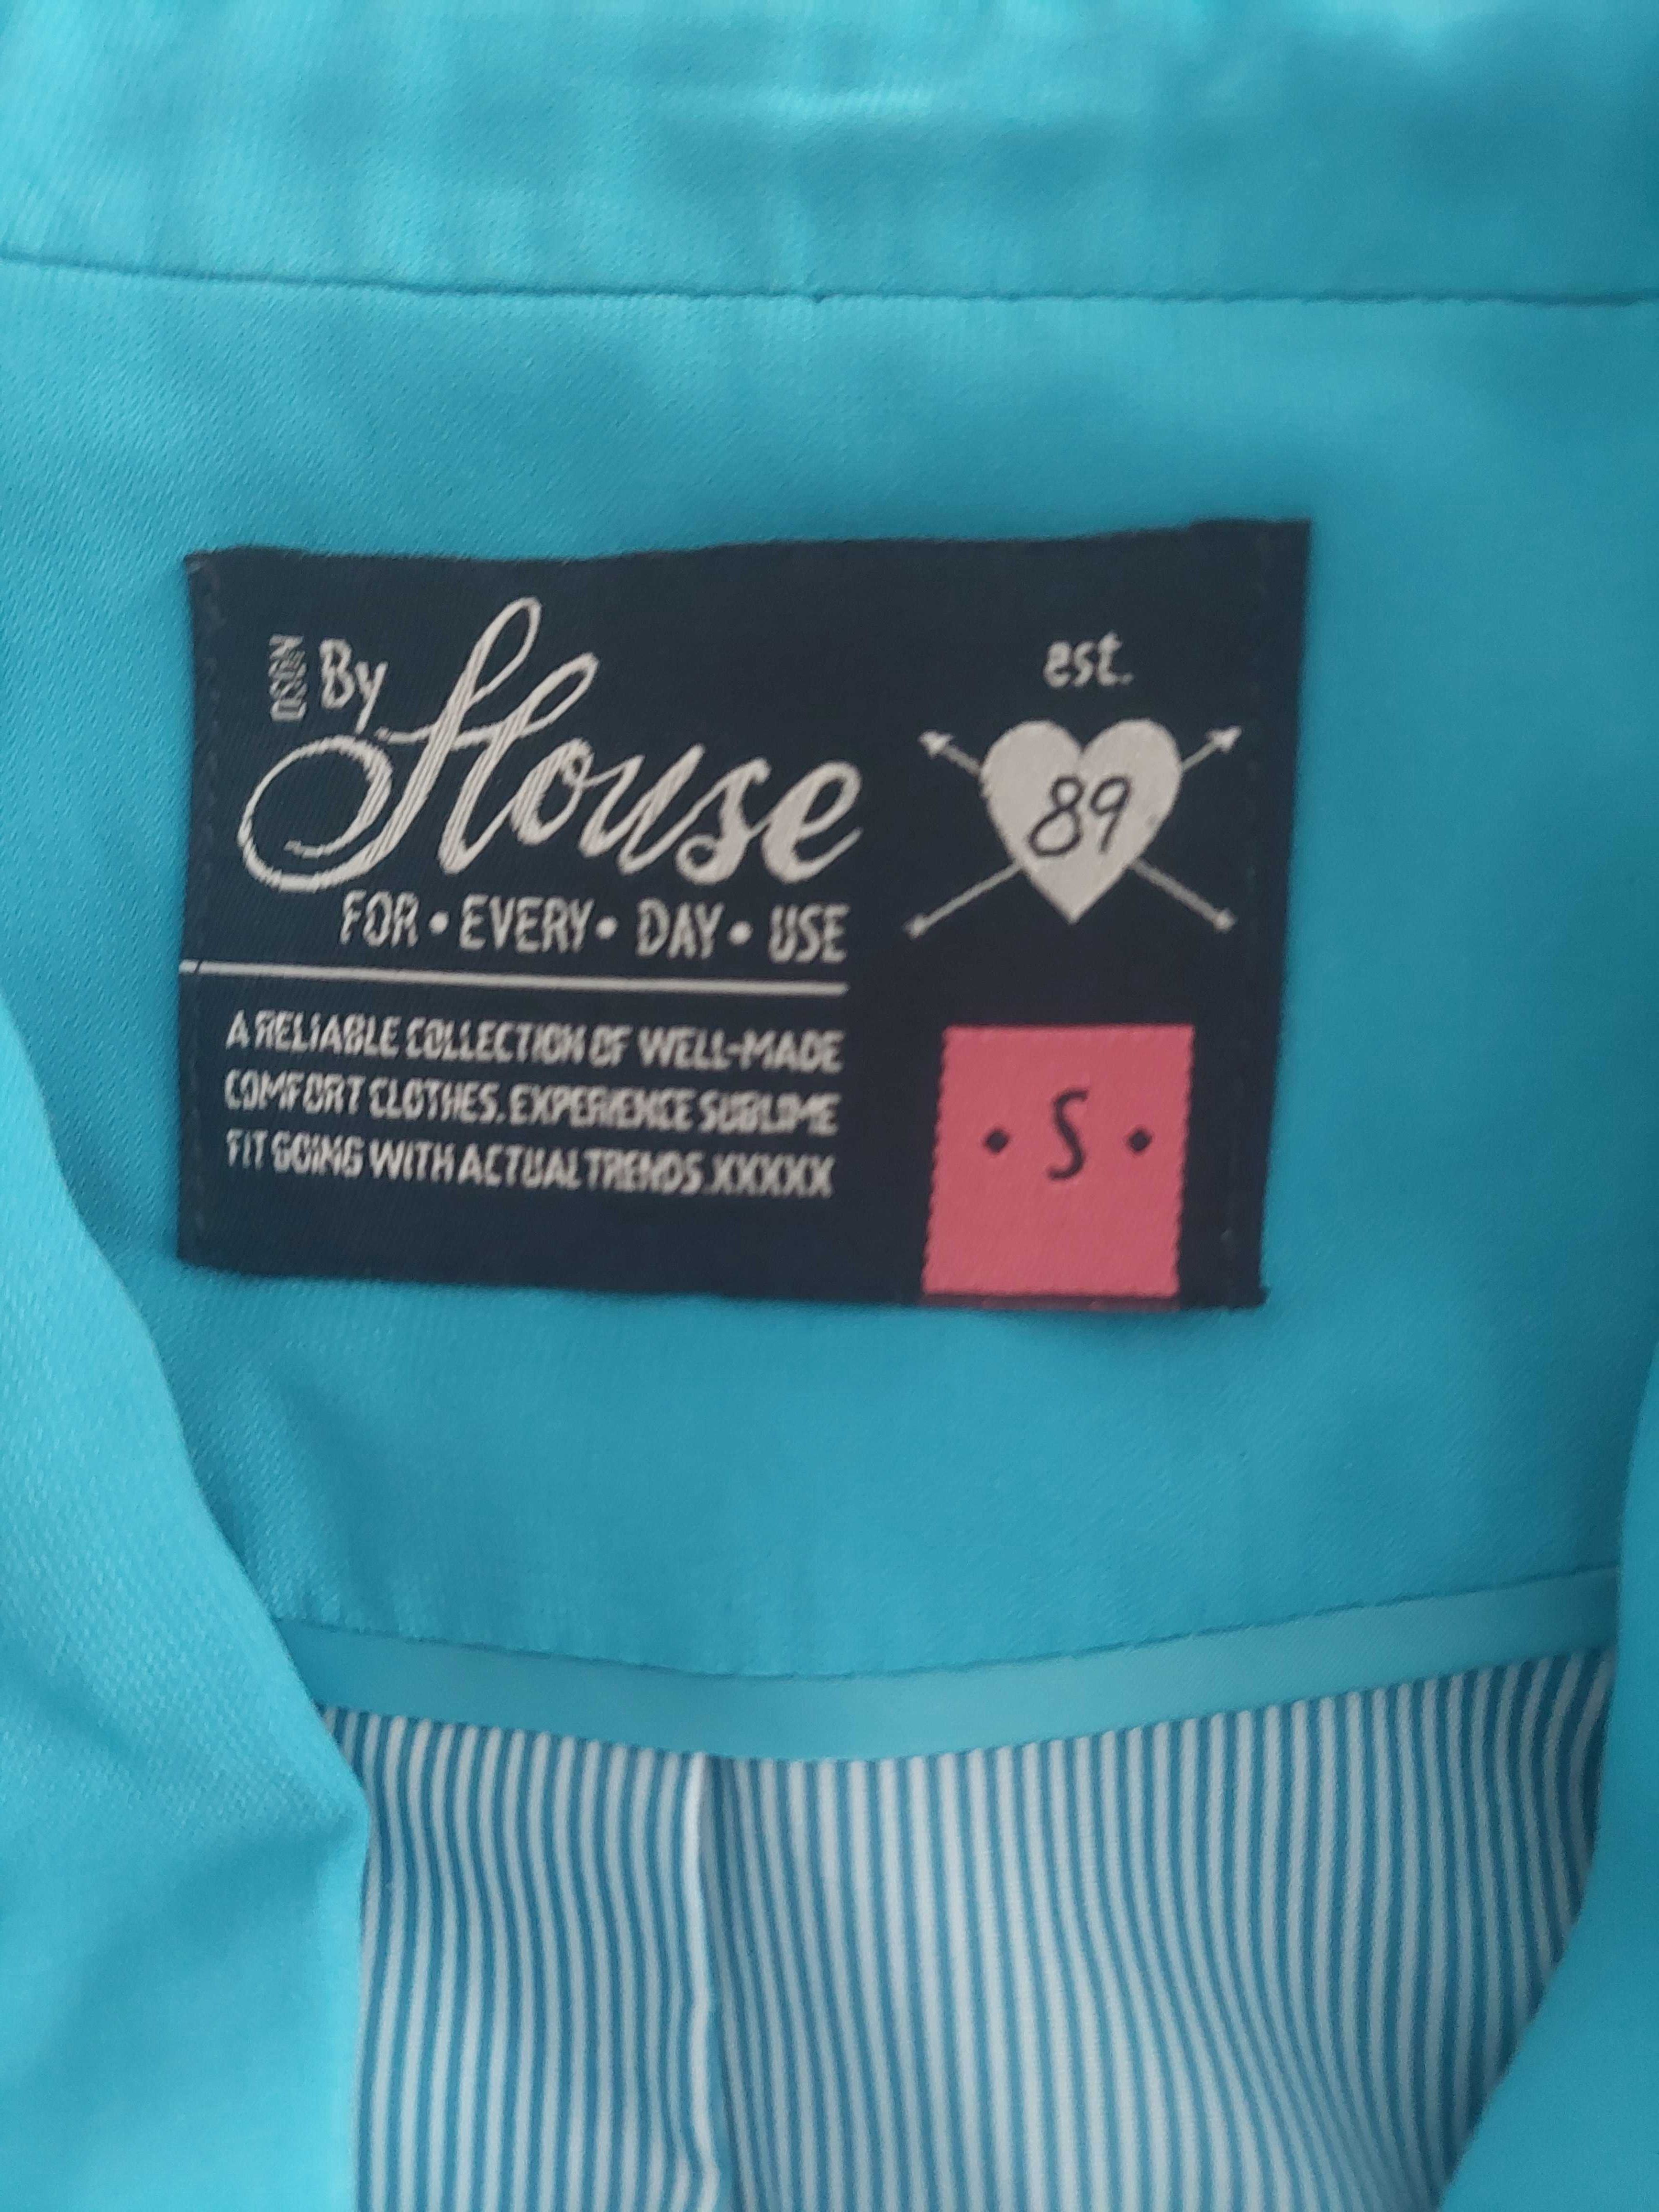 DSGN By House
FOR • EVERY • DAY • USE
A RELIABLE COLLECTION OF WELL-MADE
COMFORT CLOTHES. EXPERIENCE SUBLIME
FIT GOING WITH ACTUAL TRENDS.XXXXX
est.
89
• S •